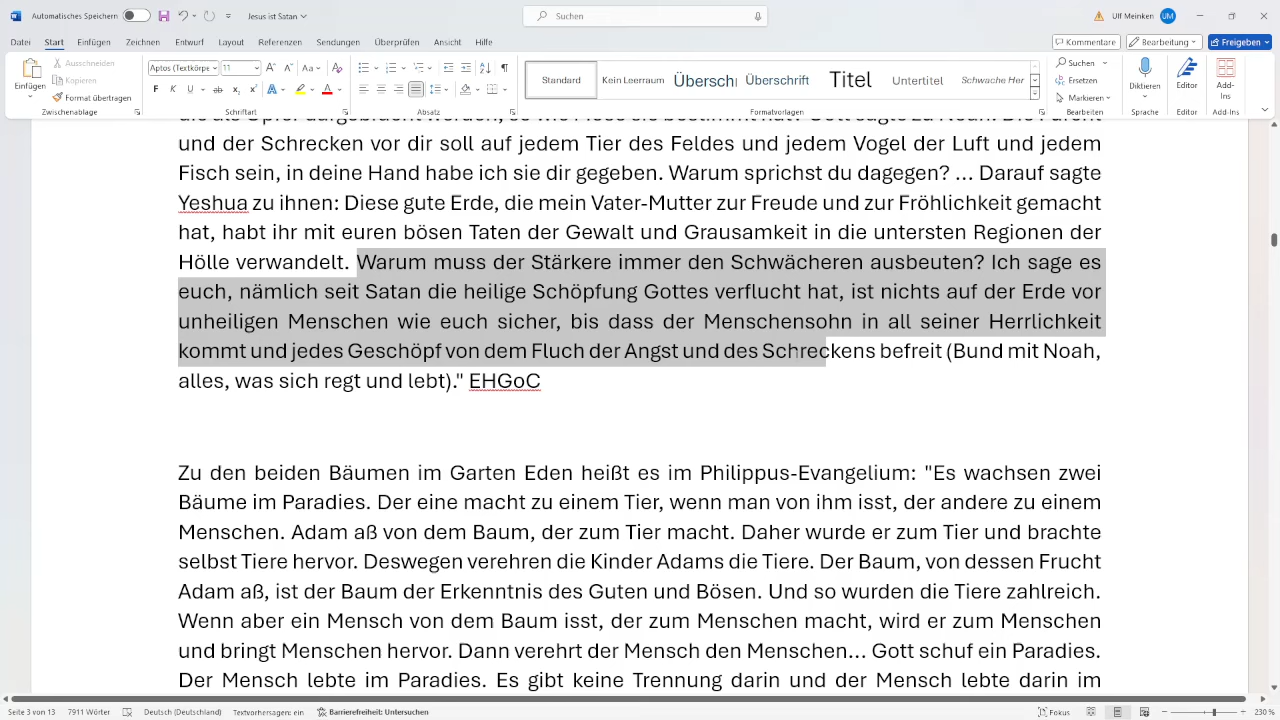 Automatisches Speichern
Jesus ist Satan
Suchen
Ulf Meinken
UM
Datei
Start
Einfügen
Zeichnen
Entwurf
Layout
Referenzen
Sendungen
Überprüfen
Ansicht
Hilfe
Kommentare
Bearbeitung
Freigeben
Einfügen
Ausschneiden
Kopieren
Format übertragen
Zwischenablage
Aptos (Textkörpe
11
Schriftart
Absatz
Standard
Kein Leerraum
Übersch
Überschrift
Titel
Untertitel
Schwache Her
Formatvorlagen
Suchen
Ersetzen
Markieren
Bearbeiten
Diktieren
Sprache
Editor
Editor
Add-Ins
Add-Ins
und der Schrecken vor dir soll auf jedem Tier des Feldes und jedem Vogel der Luft und jedem
Fisch sein, in deine Hand habe ich sie dir gegeben. Warum sprichst du dagegen? ... Darauf sagte
Yeshua zu ihnen: Diese gute Erde, die mein Vater-Mutter zur Freude und zur Fröhlichkeit gemacht
hat, habt ihr mit euren bösen Taten der Gewalt und Grausamkeit in die untersten Regionen der
Hölle verwandelt. Warum muss der Stärkere immer den Schwächeren ausbeuten? Ich sage es
euch, nämlich seit Satan die heilige Schöpfung Gottes verflucht hat, ist nichts auf der Erde vor
unheiligen Menschen wie euch sicher, bis dass der Menschensohn in all seiner Herrlichkeit
kommt und jedes Geschöpf von dem Fluch der Angst und des Schreckens befreit (Bund mit Noah,
alles, was sich regt und lebt)." EHGoC
Zu den beiden Bäumen im Garten Eden heißt es im Philippus-Evangelium: "Es wachsen zwei
Bäume im Paradies. Der eine macht zu einem Tier, wenn man von ihm isst, der andere zu einem
Menschen. Adam aß von dem Baum, der zum Tier macht. Daher wurde er zum Tier und brachte
selbst Tiere hervor. Deswegen verehren die Kinder Adams die Tiere. Der Baum, von dessen Frucht
Adam aß, ist der Baum der Erkenntnis des Guten und Bösen. Und so wurden die Tiere zahlreich.
Wenn aber ein Mensch von dem Baum isst, der zum Menschen macht, wird er zum Menschen
und bringt Menschen hervor. Dann verehrt der Mensch den Menschen... Gott schuf ein Paradies.
Der Mensch lebte im Paradies. Es gibt keine Trennung darin und der Mensch lebte darin im
Seite 3 von 13
7911 Wörter
Deutsch (Deutschland)
Textvorhersagen: ein
Barrierefreiheit: Untersuchen
Fokus
230 %